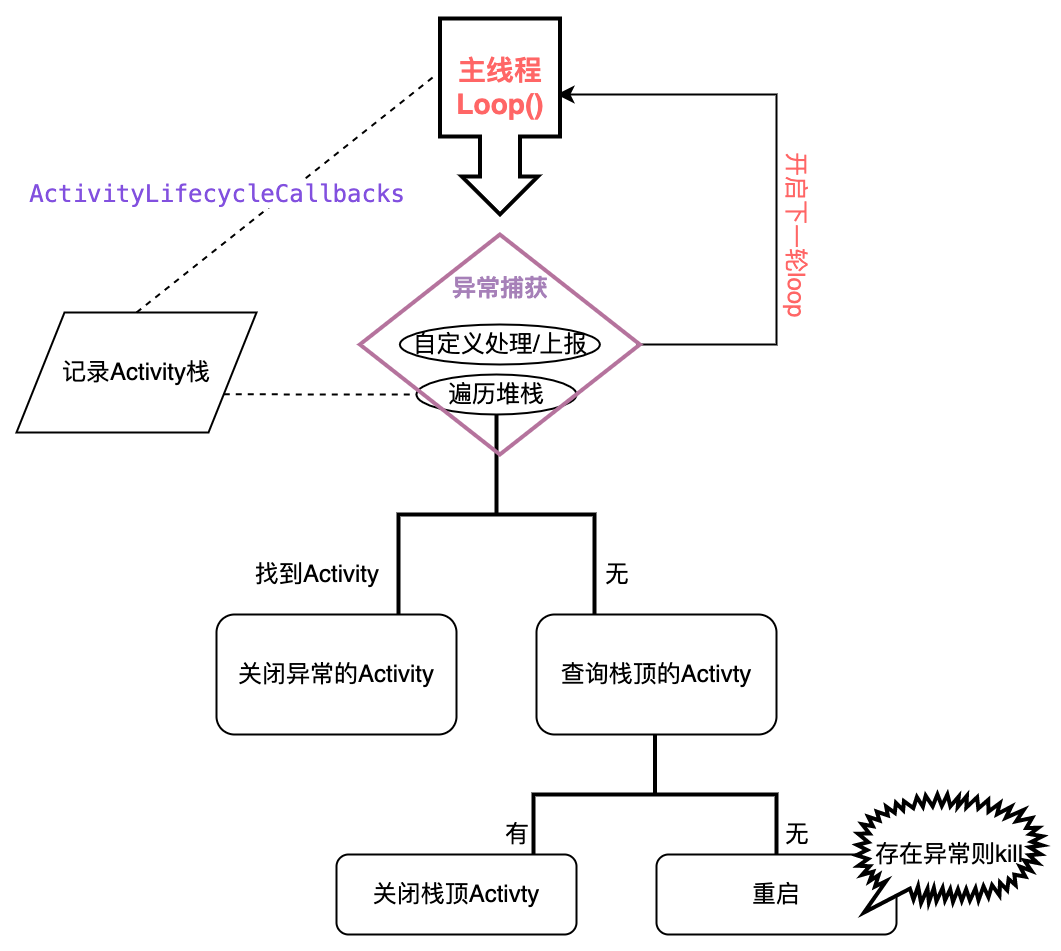 主线程
Loop()
ActivityLifecycleCallbacks
开启下一轮loop
异常捕获
自定义处理/上报
记录Activity栈
遍历堆栈
找到Activity
无
关闭异常的Activity
查询栈顶的Activty
有
无
存在异常则kill
关闭栈顶Activty
重启